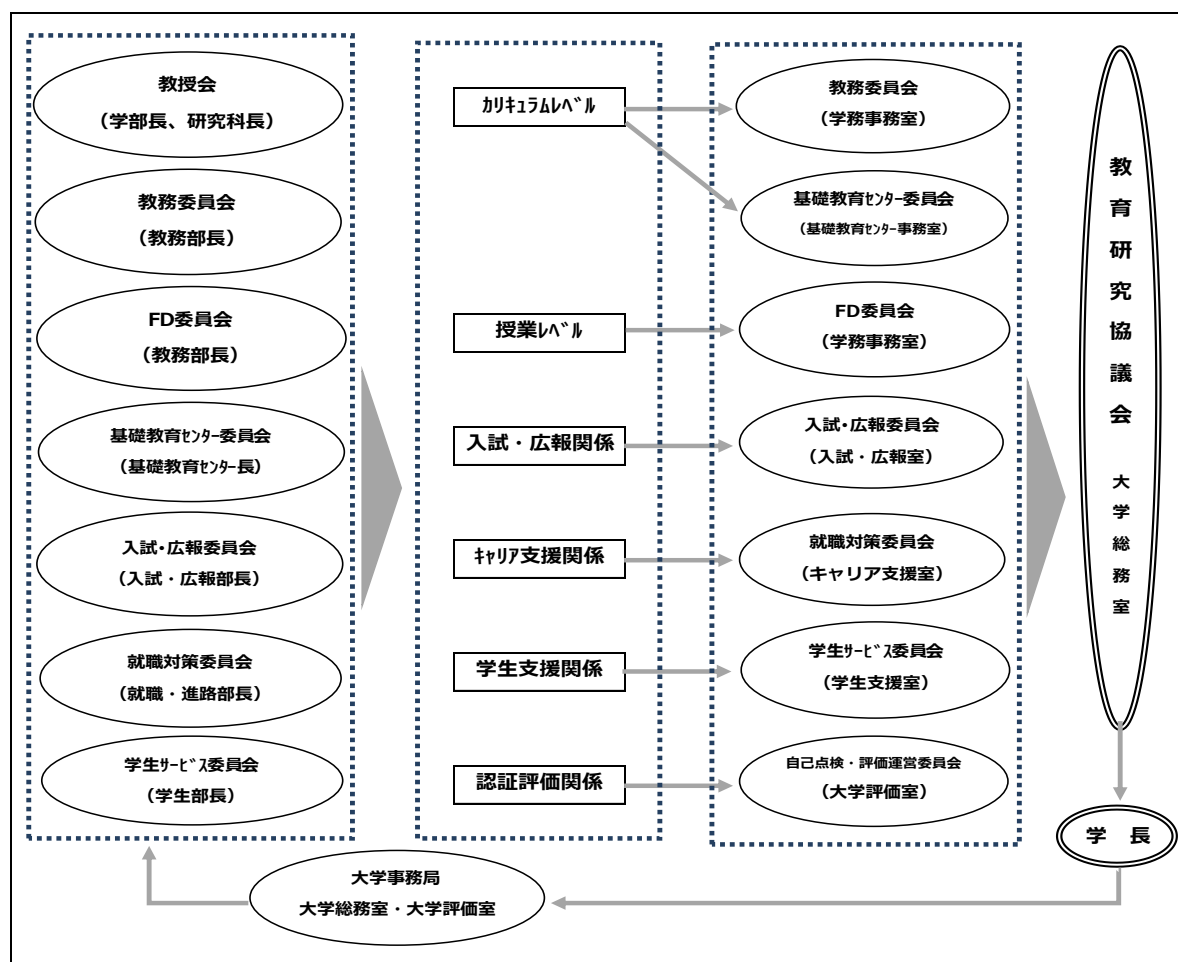 教授会
（学部長、研究科長）
教務委員会
（教務部長）
FD委員会
（教務部長）
基礎教育ｾﾝﾀｰ委員会
（基礎教育ｾﾝﾀｰ長）
入試・広報委員会
（入試・広報部長）
就職対策委員会
（就職・進路部長）
学生ｻｰﾋﾞｽ委員会
（学生部長）
ｶﾘｷｭﾗﾑﾚﾍﾞﾙ
授業ﾚﾍﾞﾙ
入試・広報関係
ｷｬﾘｱ支援関係
学生支援関係
認証評価関係
教務委員会
（学務事務室）
基礎教育ｾﾝﾀｰ委員会
（基礎教育ｾﾝﾀｰ事務室）
FD委員会
（学務事務室）
入試・広報委員会
（入試・広報室）
就職対策委員会
（キャリア支援室）
学生ｻｰﾋﾞｽ委員会
（学生支援室）
自己点検・評価運営委員会
（大学評価室）
教育研究協議会　大学総務室
学　長
大学事務局
大学総務室・大学評価室